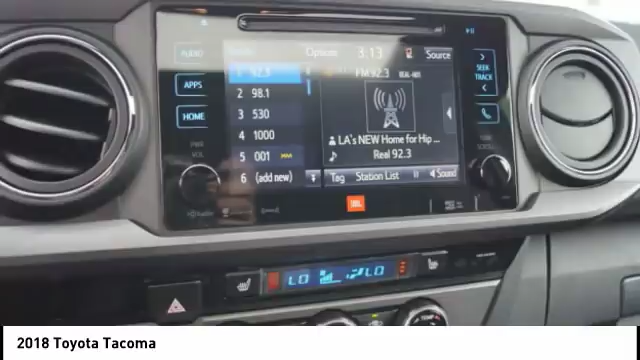 AUDIO
Options
3:13
Source
1 92.3
FM 92.3
SEEK
TRACK
APPS
2 98.1
3 530
HOME
4 1000
LA's NEW Home for Hip ...
PWR
VOL
5 001
Real 92.3
6 (add new)
Tag
Station List
Sound
SCROLL
JBL
LO
LO
TEMP
2018 Toyota Tacoma